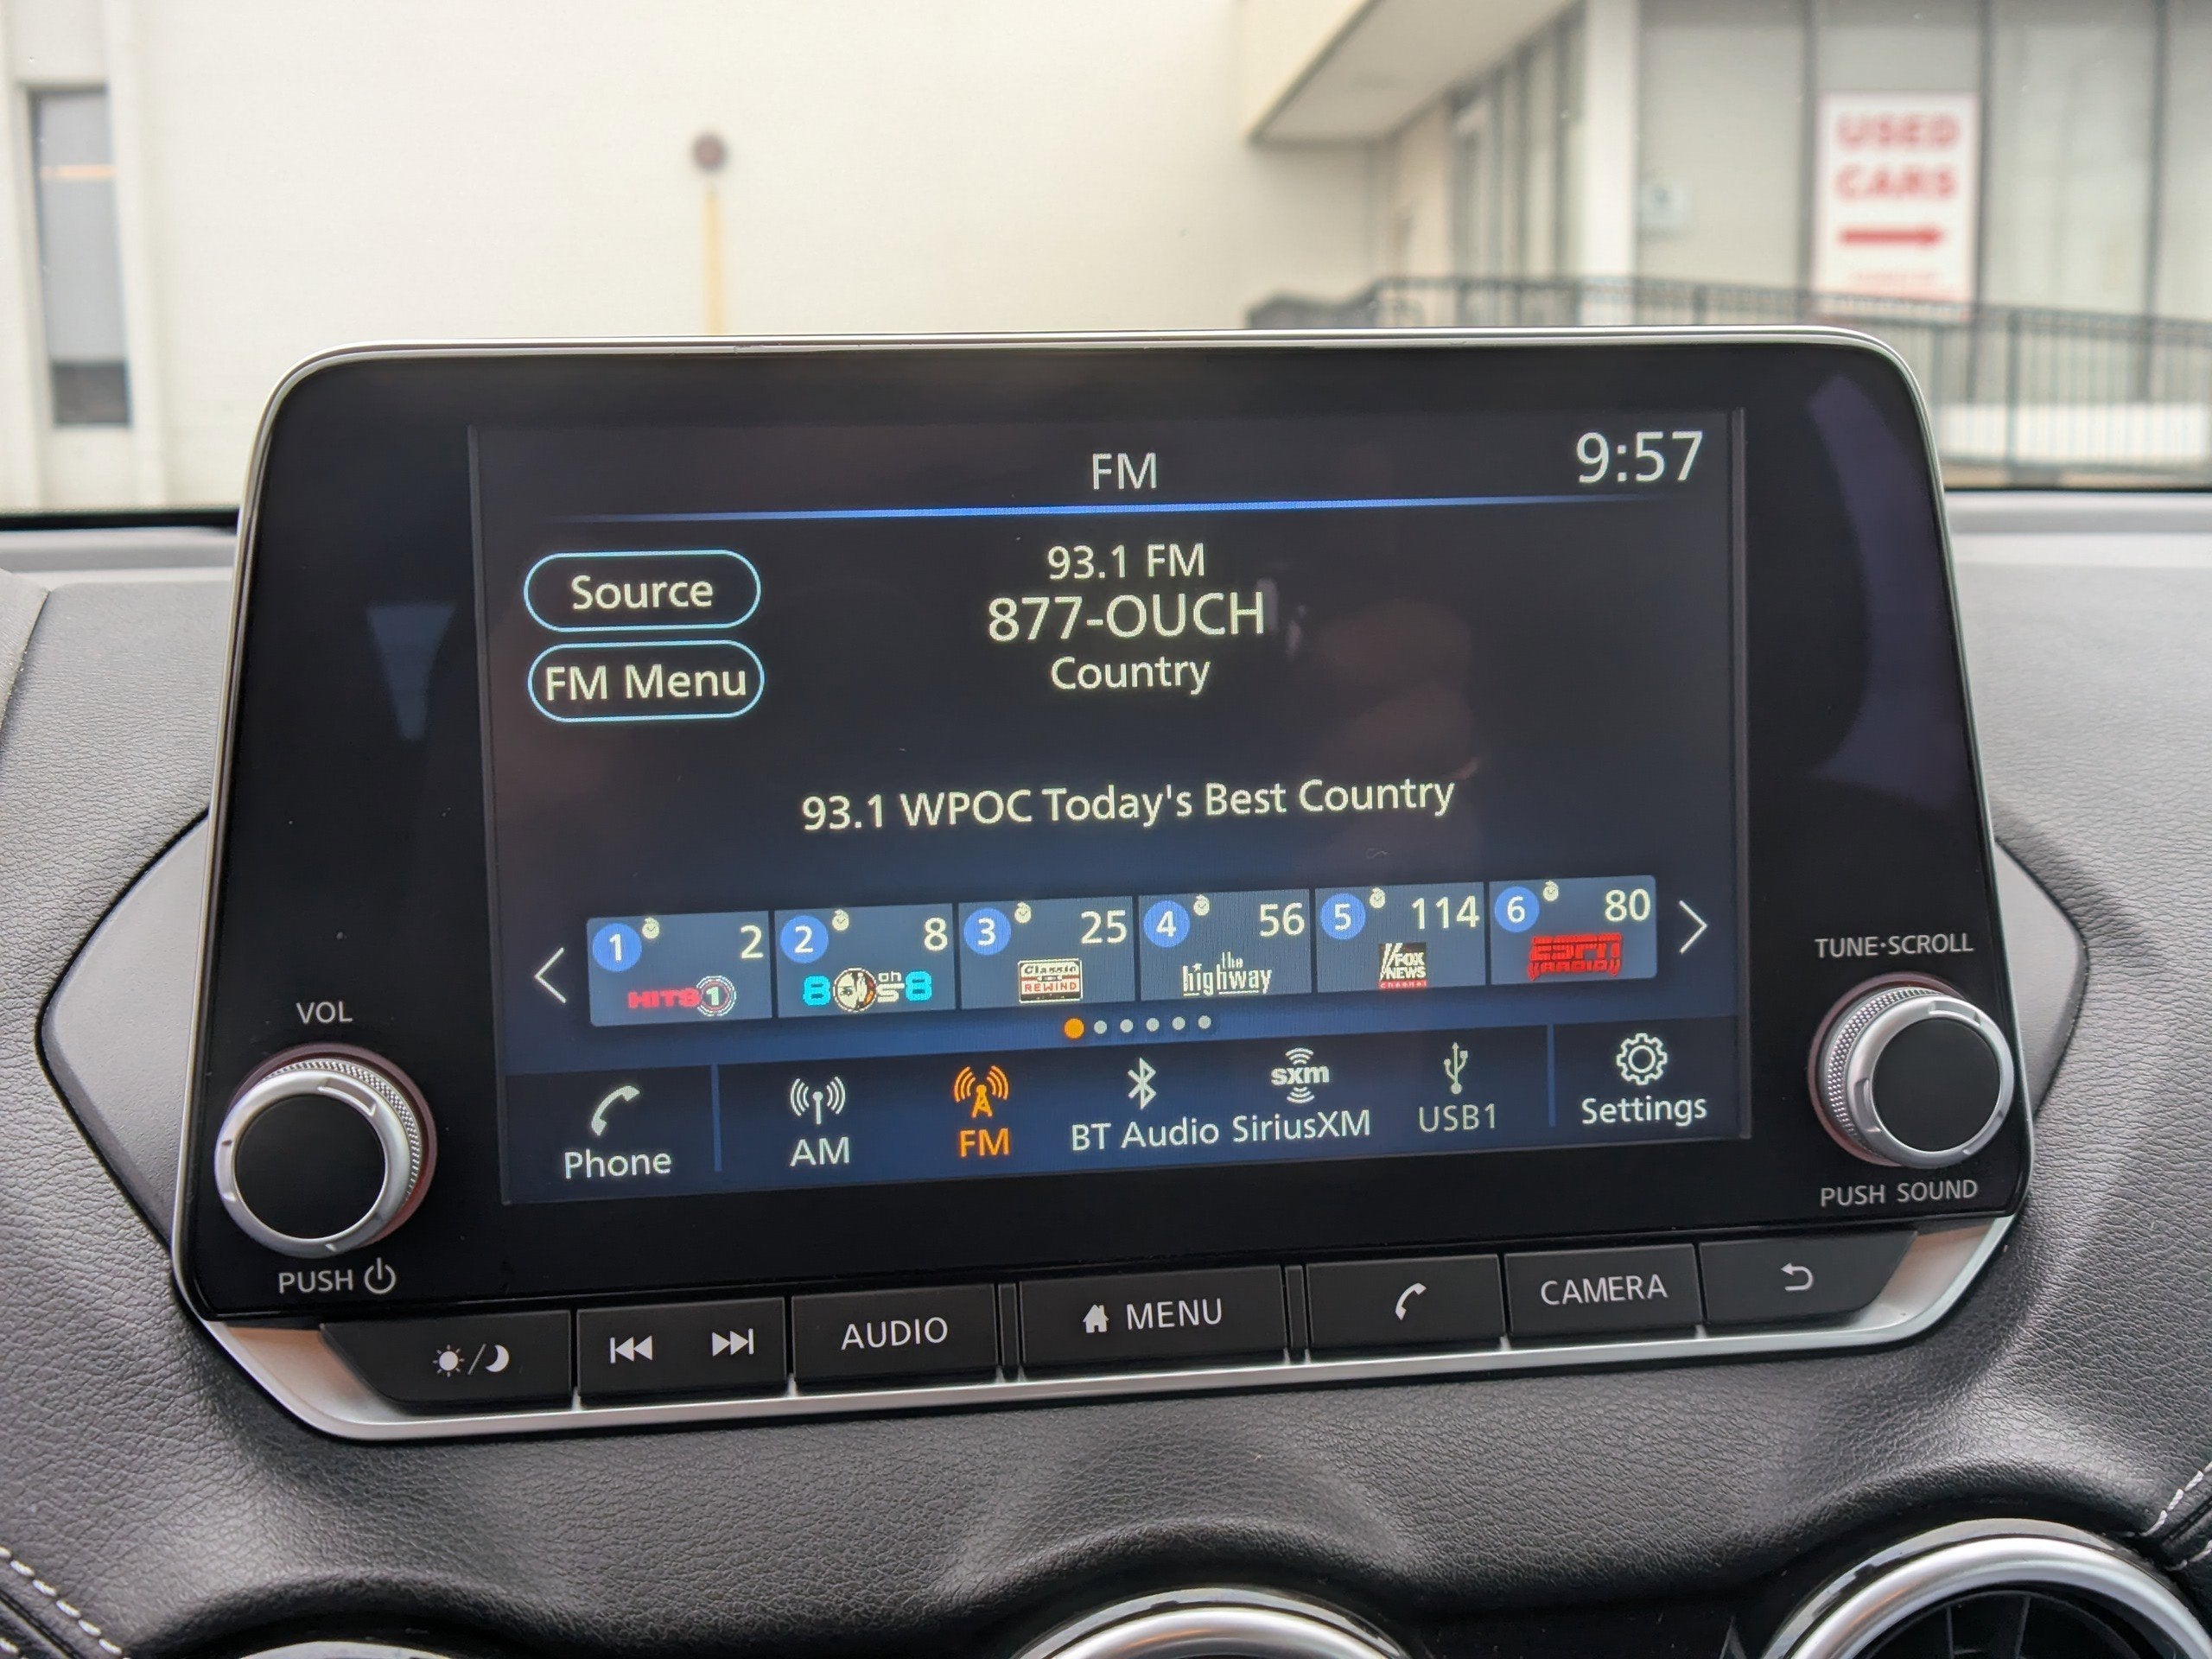 USED
CARS
FM
9:57
Source
93.1 FM
877-OUCH
FM Menu
Country
93.1 WPOC Today's Best Country
1 2
HITS 1
2 8
80s oh 8
3 25
Classic
REWIND
4 56
the
highway
5 114
FOX
NEWS
channel
6 80
ESPN
VOL
PUSH
TUNE·SCROLL
PUSH SOUND
Phone
AM
FM
BT Audio
sxm
SiriusXM
USB1
Settings
AUDIO
MENU
CAMERA